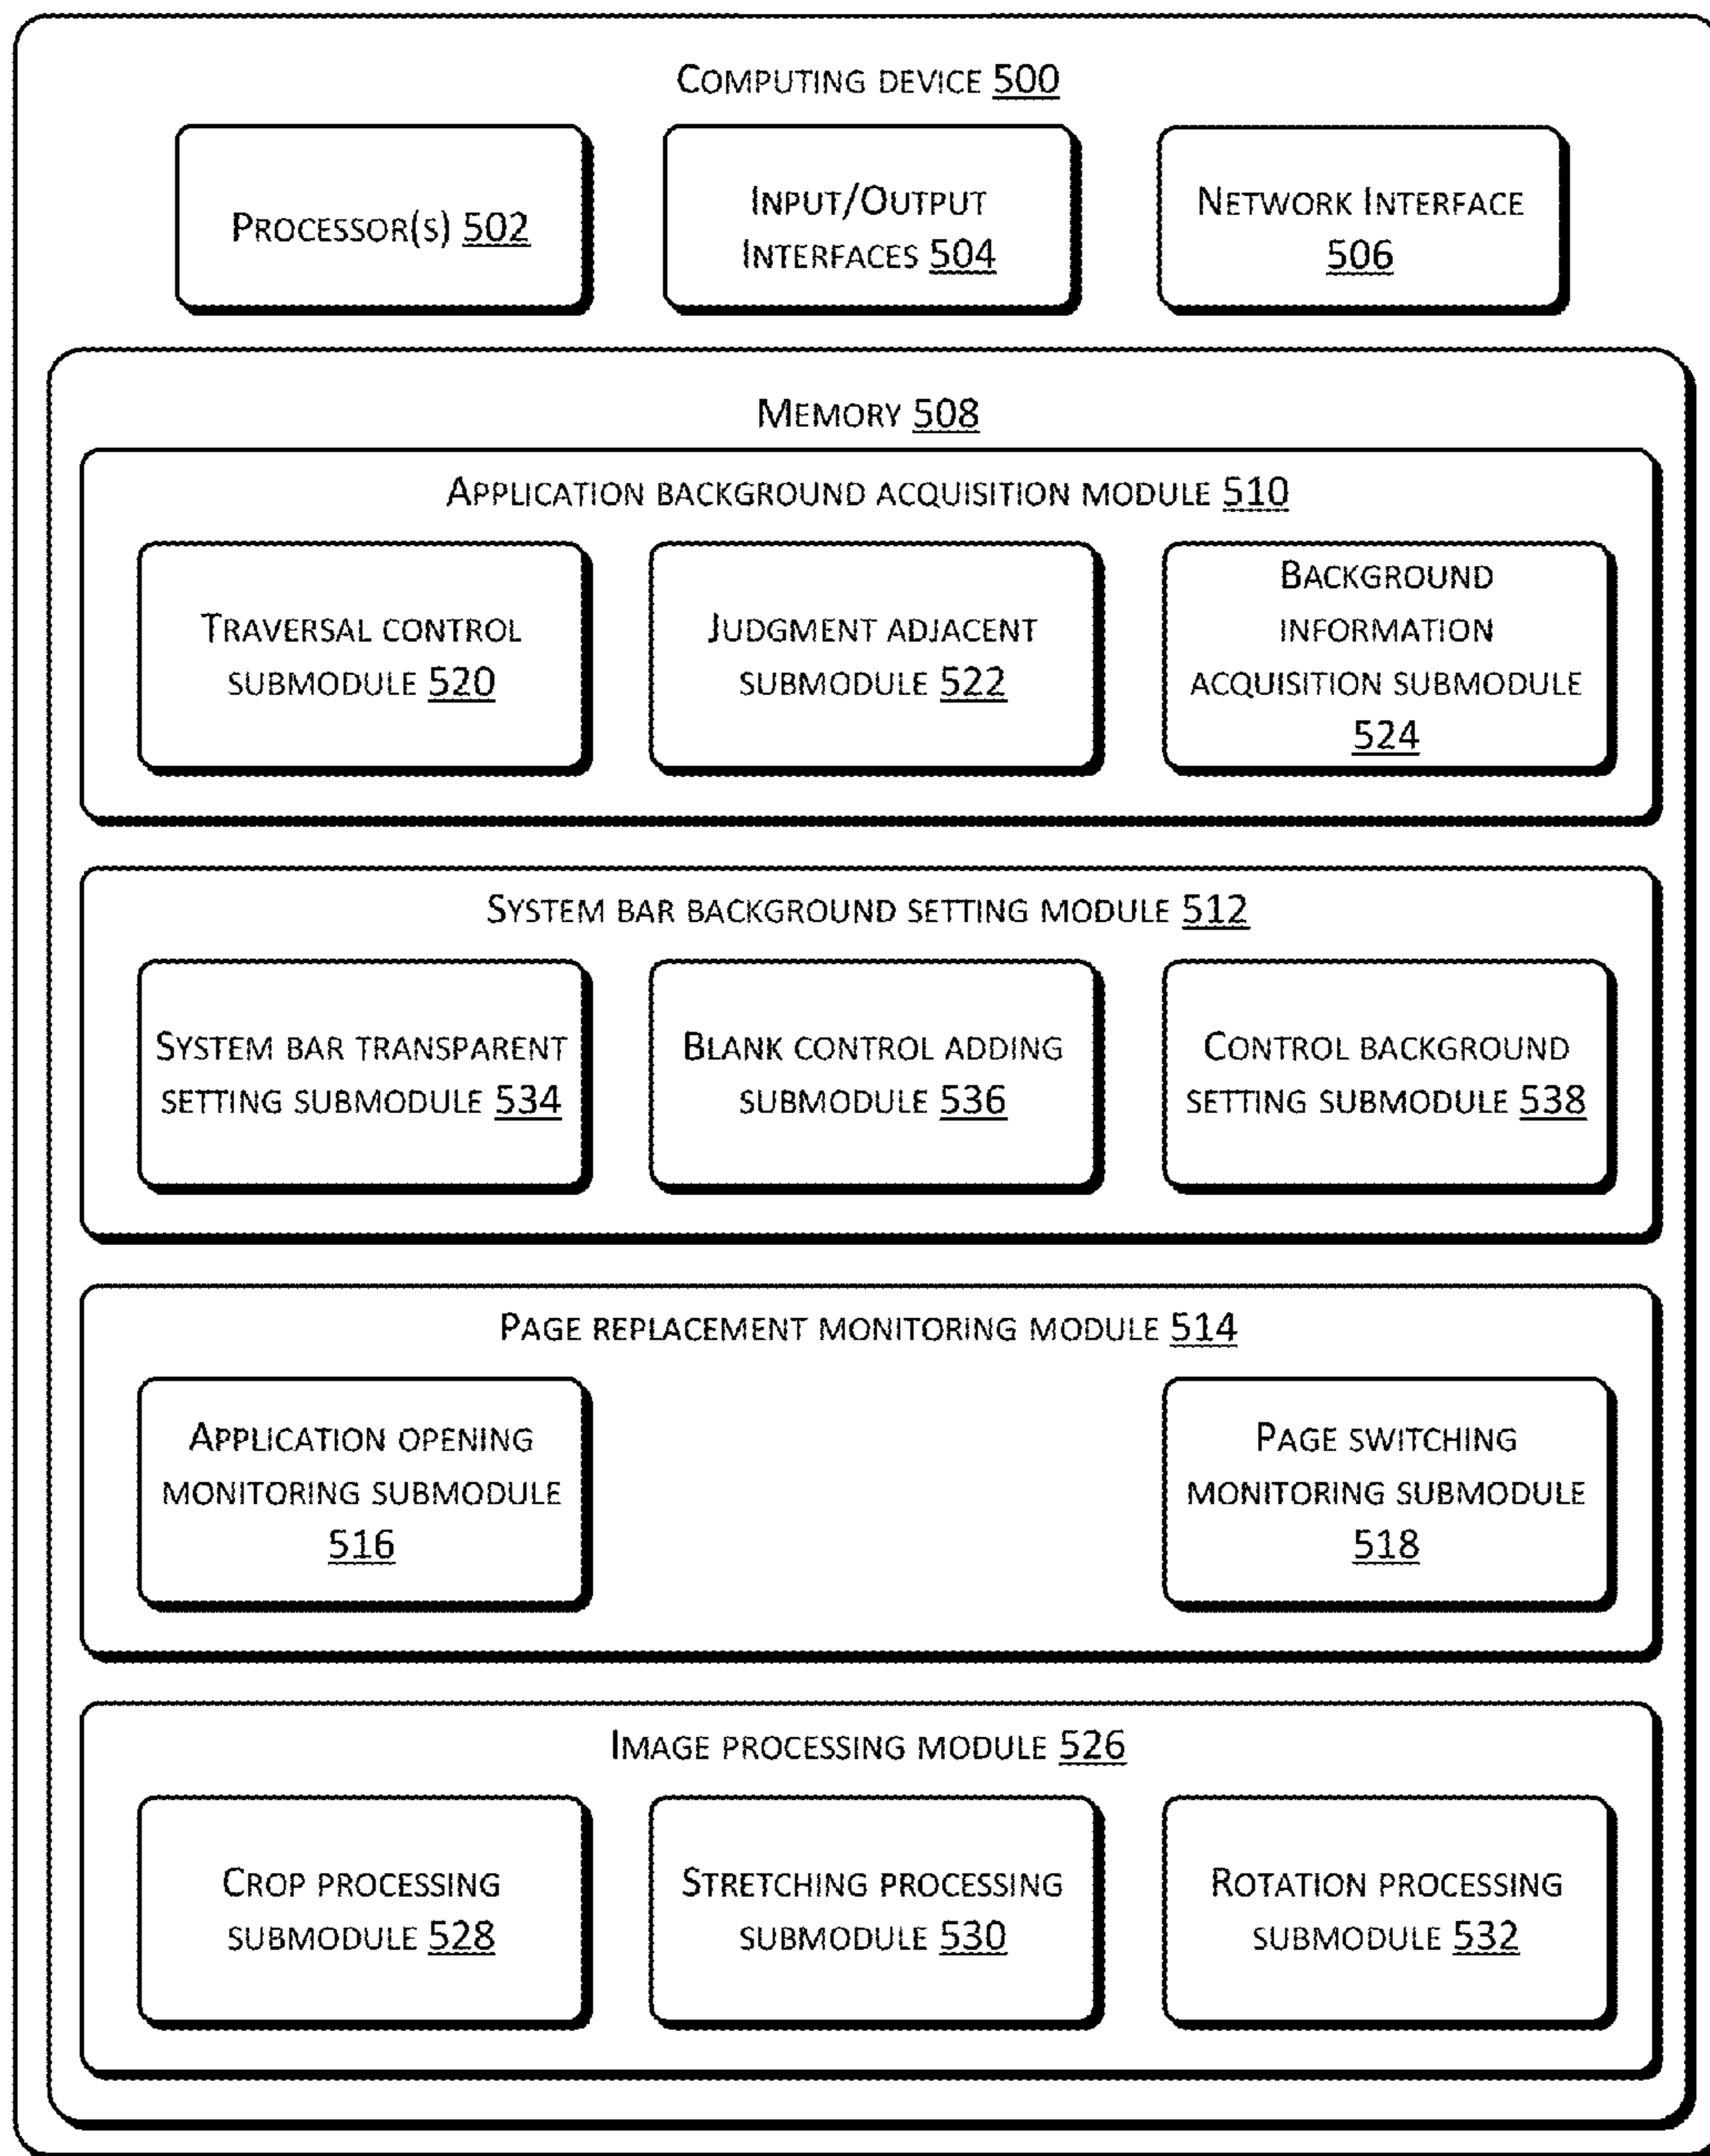 COMPUTING DEVICE 500
PROCESSOR(S) 502
INPUT/OUTPUT
INTERFACES 504
NETWORK INTERFACE
506
MEMORY 508
APPLICATION BACKGROUND ACQUISITION MODULE 510
TRAVERSAL CONTROL
SUBMODULE 520
JUDGMENT ADJACENT
SUBMODULE 522
BACKGROUND
INFORMATION
ACQUISITION SUBMODULE
524
SYSTEM BAR BACKGROUND SETTING MODULE 512
SYSTEM BAR TRANSPARENT
SETTING SUBMODULE 534
BLANK CONTROL ADDING
SUBMODULE 536
CONTROL BACKGROUND
SETTING SUBMODULE 538
PAGE REPLACEMENT MONITORING MODULE 514
APPLICATION OPENING
MONITORING SUBMODULE
516
PAGE SWITCHING
MONITORING SUBMODULE
518
IMAGE PROCESSING MODULE 526
CROP PROCESSING
SUBMODULE 528
STRETCHING PROCESSING
SUBMODULE 530
ROTATION PROCESSING
SUBMODULE 532